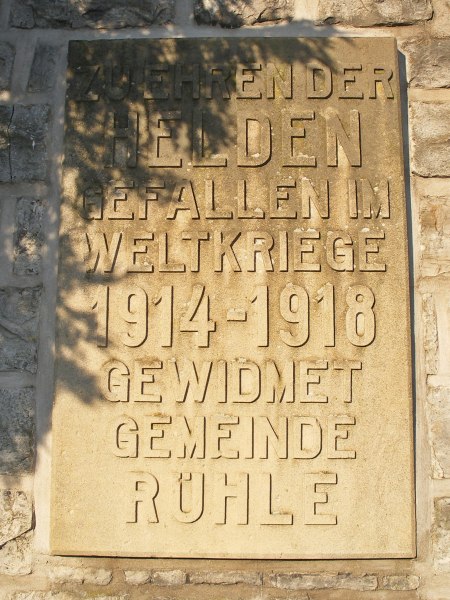 ZU EHREN DER
HELDEN
GEFALLEN IM
WELTKRIEGE
1914-1918
GEWIDMET
GEMEINDE
RÜHLE